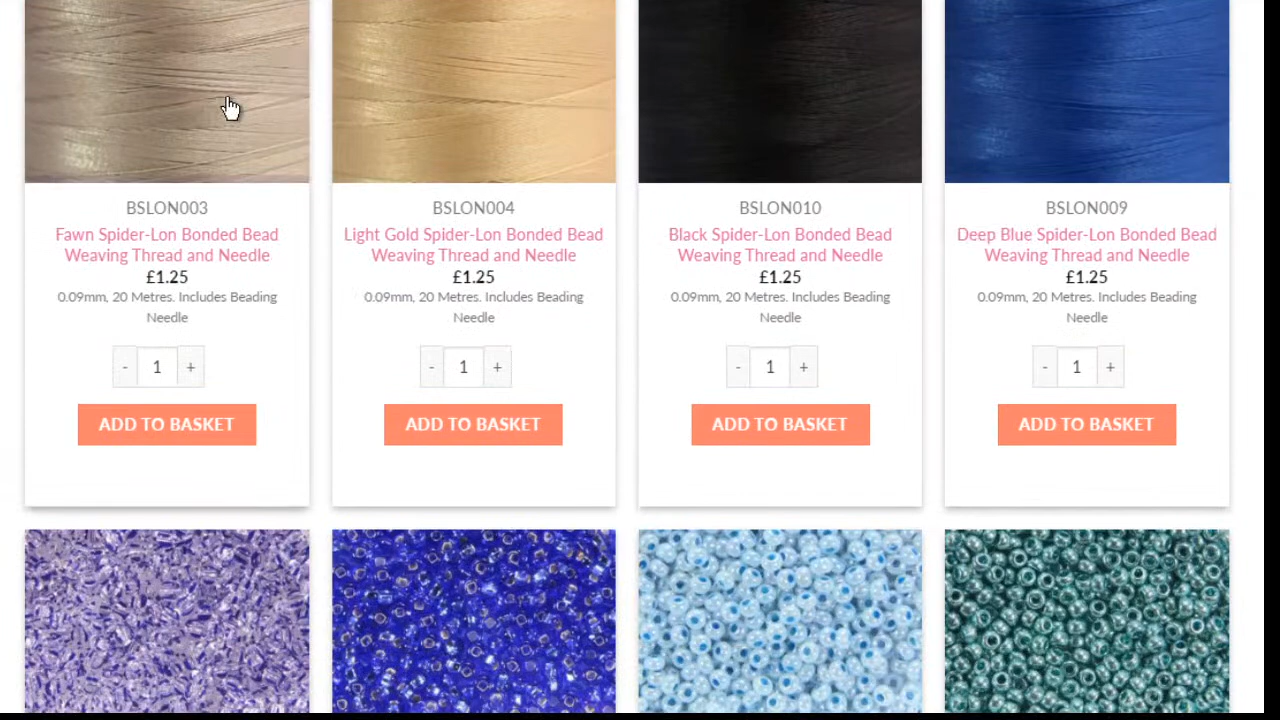 BSLON003
Fawn Spider-Lon Bonded Bead
Weaving Thread and Needle
£1.25
0.09mm, 20 Metres. Includes Beading
Needle
- 1 +
ADD TO BASKET
BSLON004
Light Gold Spider-Lon Bonded Bead
Weaving Thread and Needle
£1.25
0.09mm, 20 Metres. Includes Beading
Needle
- 1 +
ADD TO BASKET
BSLON010
Black Spider-Lon Bonded Bead
Weaving Thread and Needle
£1.25
0.09mm, 20 Metres. Includes Beading
Needle
- 1 +
ADD TO BASKET
BSLON009
Deep Blue Spider-Lon Bonded Bead
Weaving Thread and Needle
£1.25
0.09mm, 20 Metres. Includes Beading
Needle
- 1 +
ADD TO BASKET